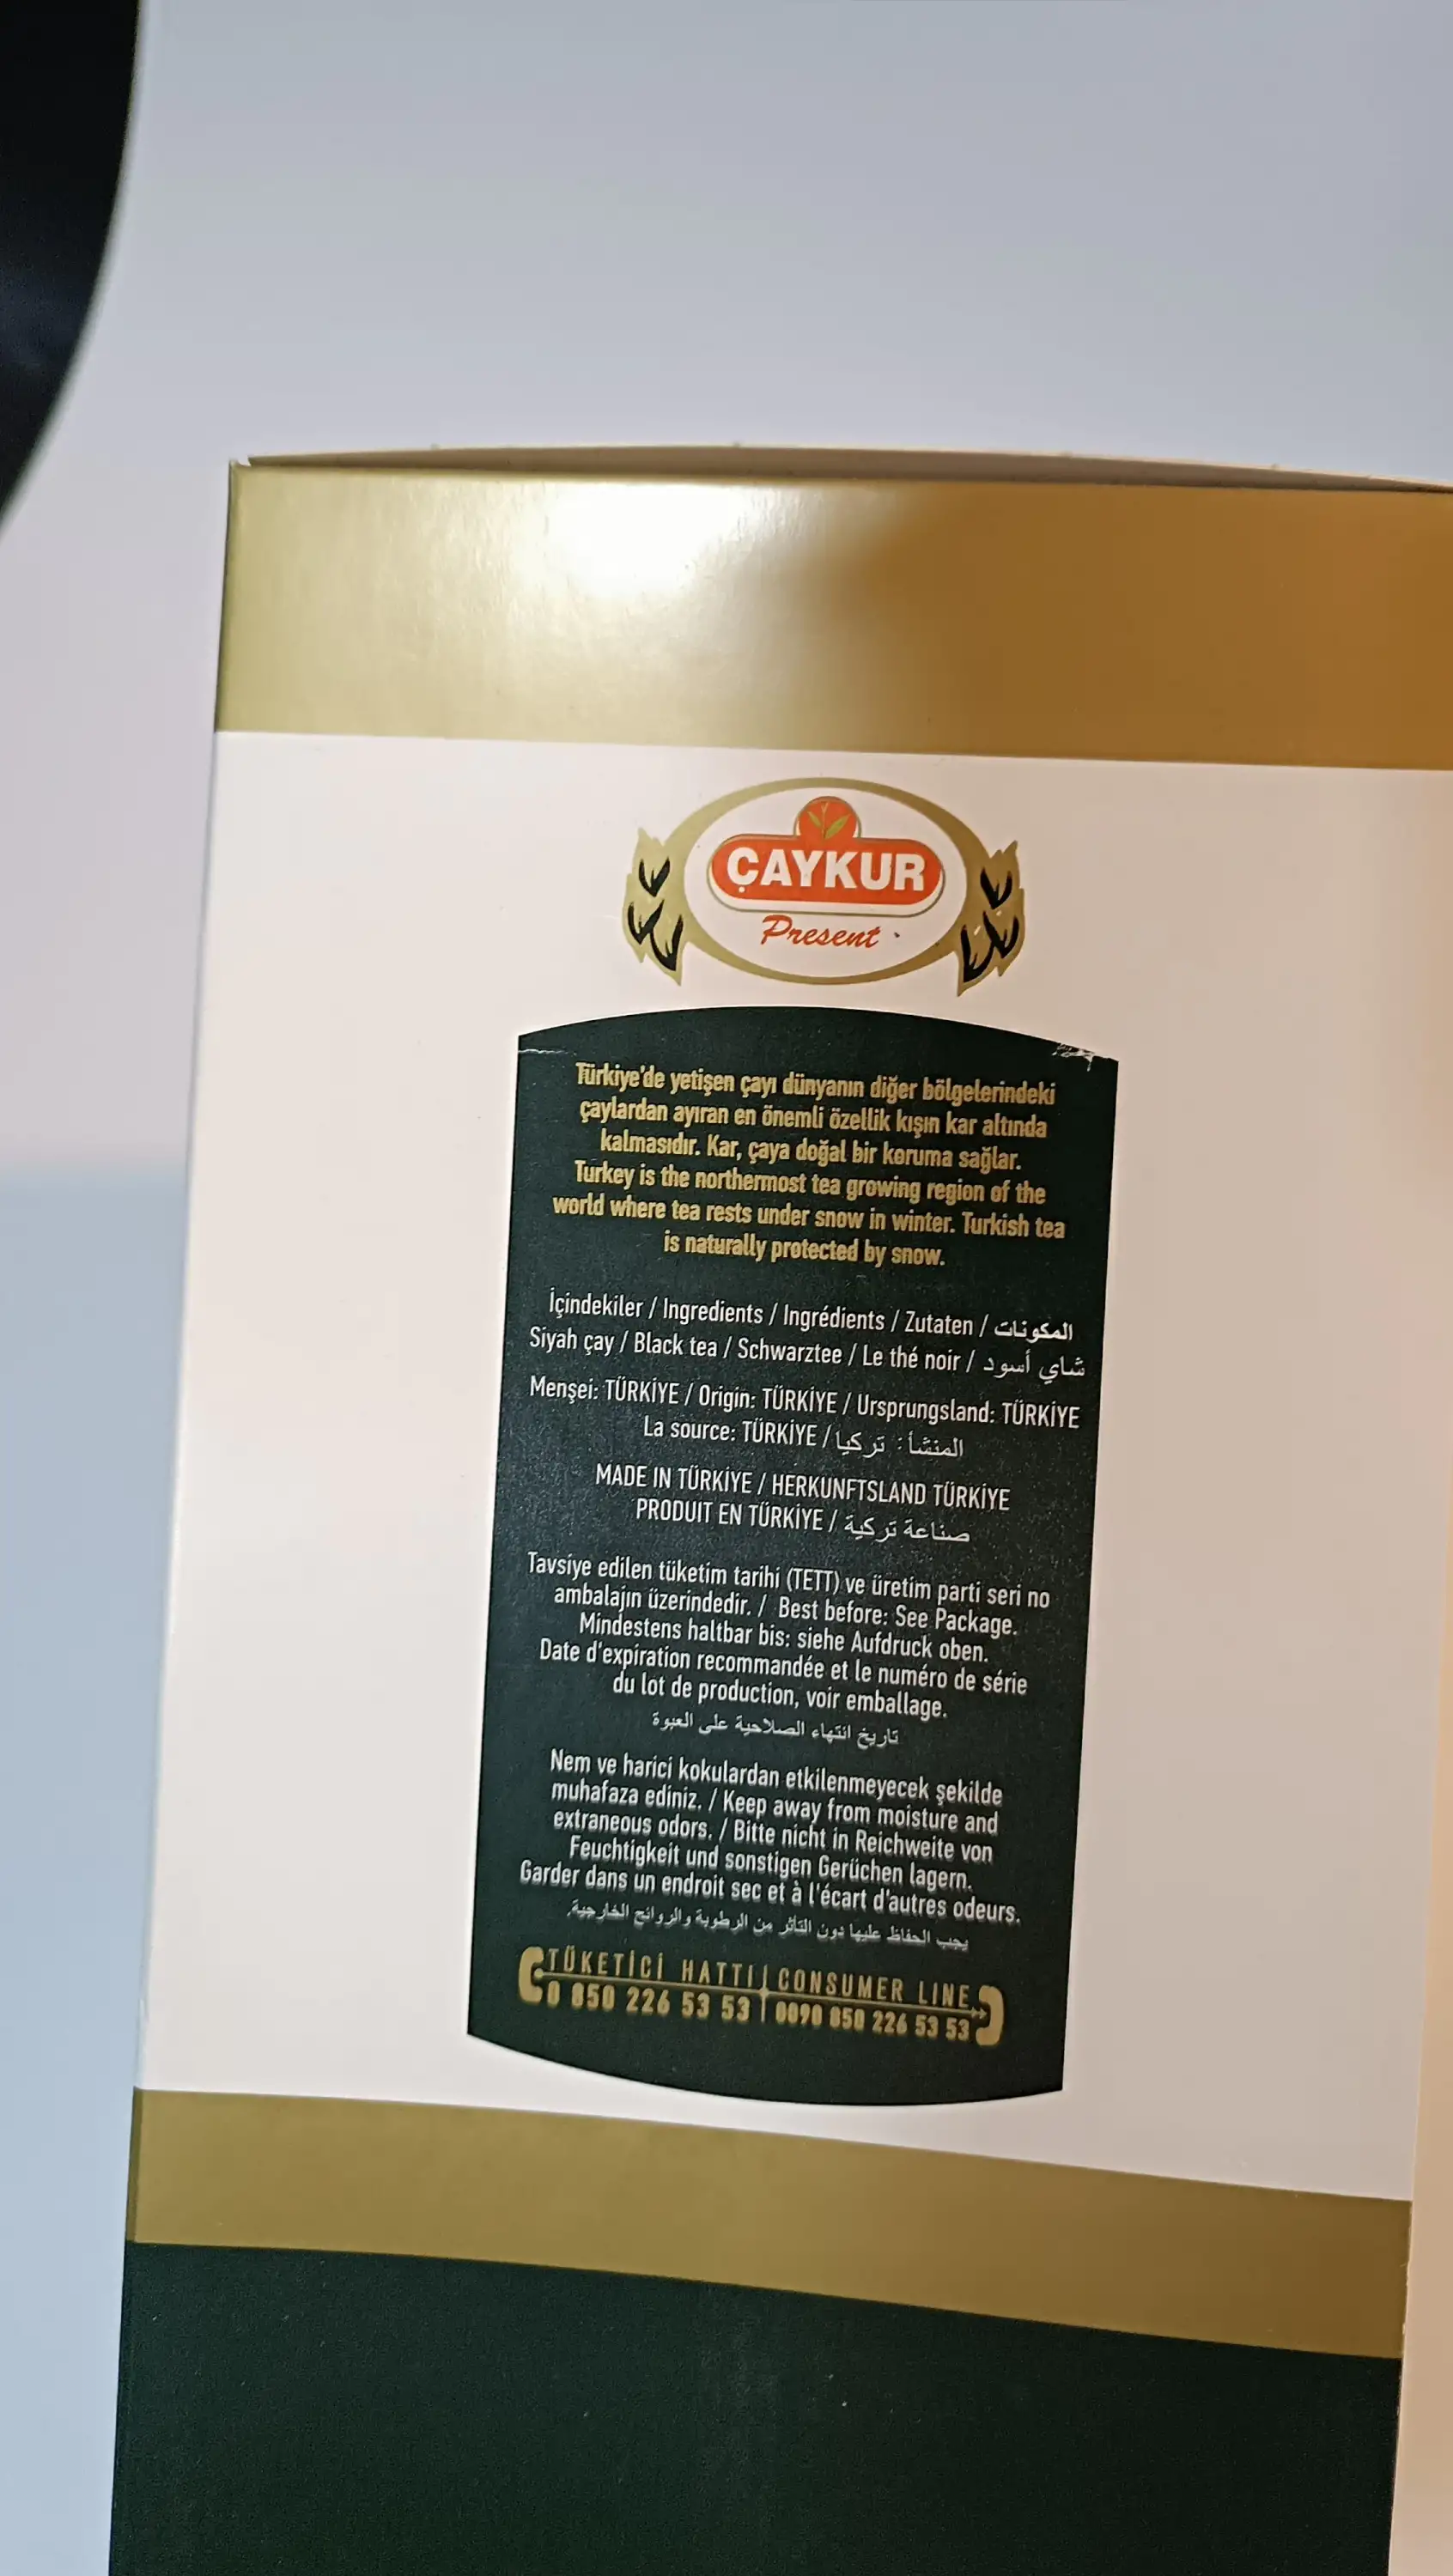 ÇAYKUR
Present
Türkiye'de yetişen çayı dünyanın diğer bölgelerindeki
çaylardan ayıran en önemli özellik kışın kar altında
kalmasıdır. Kar, çaya doğal bir koruma sağlar.
Turkey is the northermost tea growing region of the
world where tea rests under snow in winter. Turkish tea
is naturally protected by snow.
İçindekiler / Ingredients / Ingrédients / Zutaten / المكونات
Siyah çay / Black tea / Schwarztee / Le thé noir / شاي أسود
Menşei: TÜRKİYE / Origin: TÜRKİYE / Ursprungsland: TÜRKİYE
La source: TÜRKİYE / المنشأ: تركيا
MADE IN TÜRKİYE / HERKUNFTSLAND TÜRKİYE
PRODUIT EN TÜRKİYE / صناعة تركية
Tavsiye edilen tüketim tarihi (TETT) ve üretim parti seri no
ambalajın üzerindedir. / Best before: See Package.
Mindestens haltbar bis: siehe Aufdruck oben.
Date d'expiration recommandée et le numéro de série
du lot de production, voir emballage.
تاريخ انتهاء الصلاحية على العبوة
Nem ve harici kokulardan etkilenmeyecek şekilde
muhafaza ediniz. / Keep away from moisture and
extraneous odors. / Bitte nicht in Reichweite von
Feuchtigkeit und sonstigen Gerüchen lagern.
Garder dans un endroit sec et à l'écart d'autres odeurs.
يجب الحفاظ عليها دون التأثر من الرطوبة والروائح الخارجية.
TÜKETİCİ HATTI | CONSUMER LINE
0 850 226 53 53 | 0090 850 226 53 53